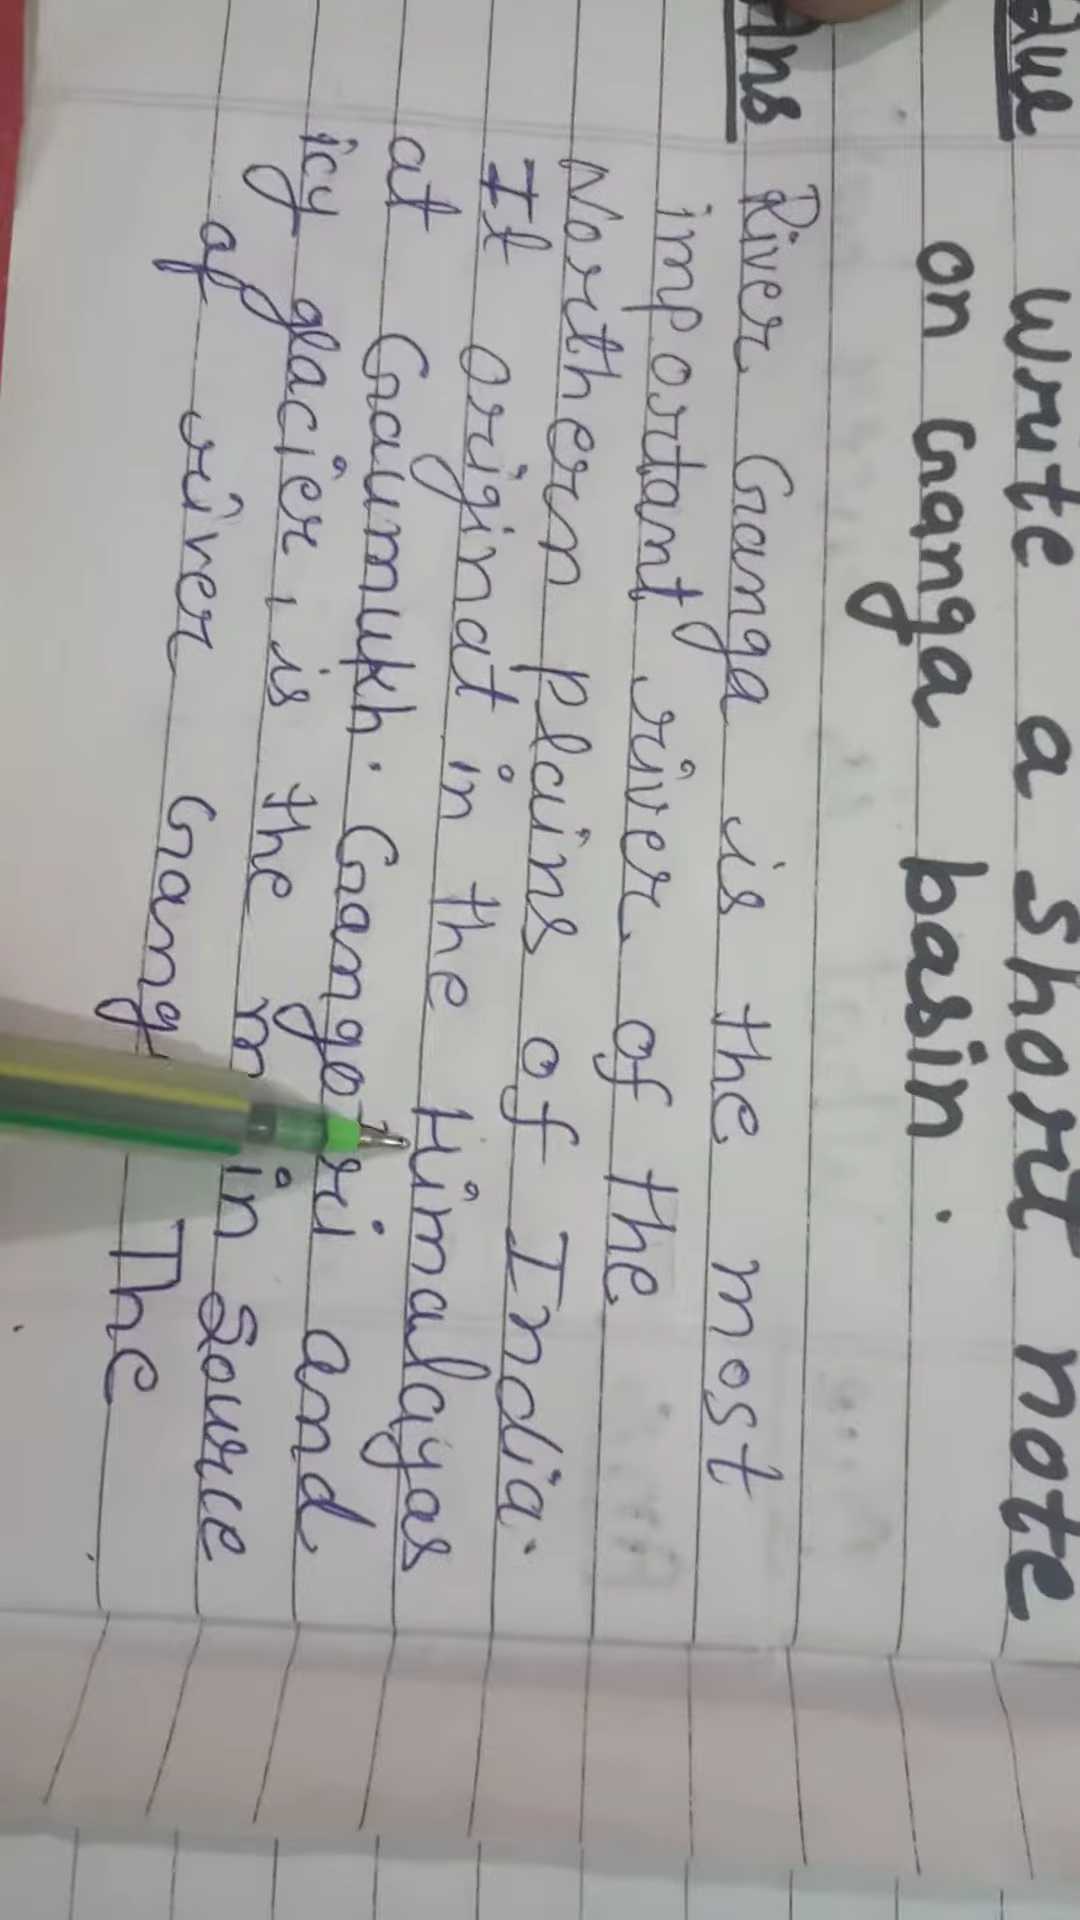 Que Write a short note
on Ganga basin.
Ans River Ganga is the most
important river of the
Northern plains of India.
It originat in the Himalayas
at Gaumukh. Gangotri and
icy glacier, is the main source
of river Ganga The